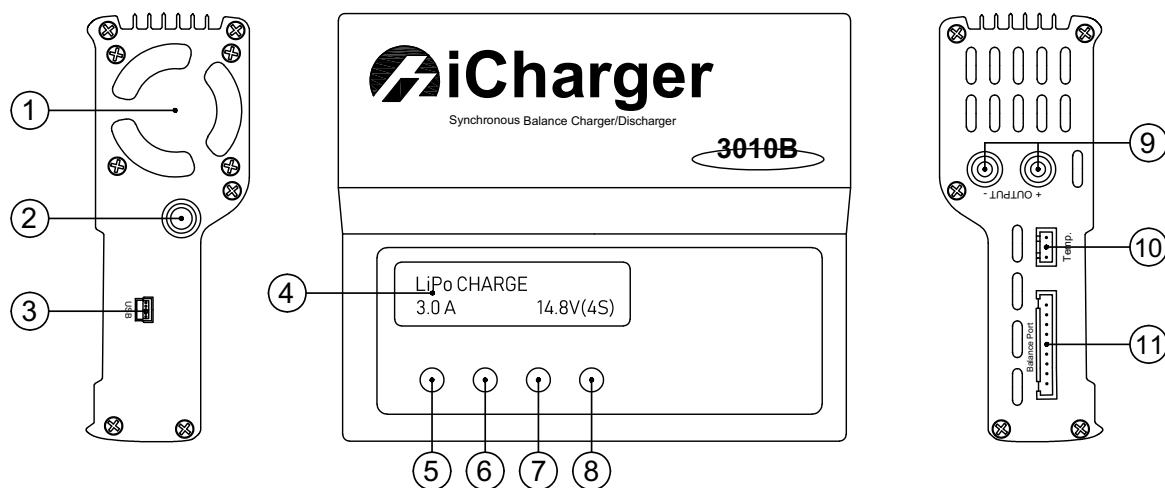 1
2
USB
3
iCharger
Synchronous Balance Charger/Discharger
3010B
4
LiPo CHARGE
3.0 A 14.8V(4S)
5 6 7 8
9
+ OUTPUT -
10
Temp.
11
Balance Port